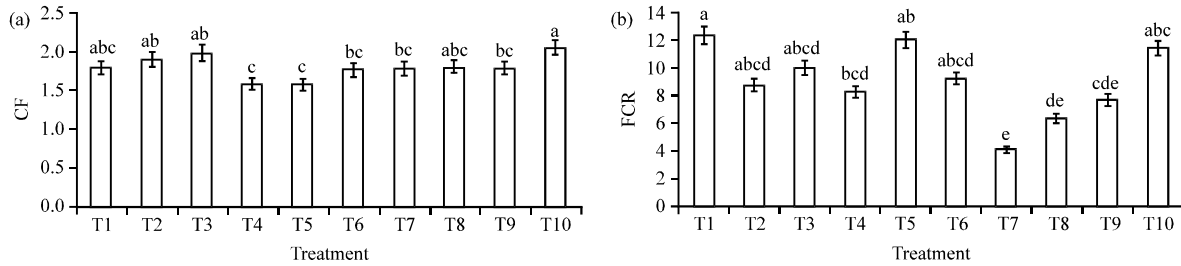 (a)
2.5
2.0
1.5
1.0
0.5
0.0
CF
abc ab ab c c bc bc abc bc a
T1 T2 T3 T4 T5 T6 T7 T8 T9 T10
Treatment
(b)
14
12
10
8
6
4
2
0
FCR
a abcd abcd bcd ab abcd e de cde abc
T1 T2 T3 T4 T5 T6 T7 T8 T9 T10
Treatment